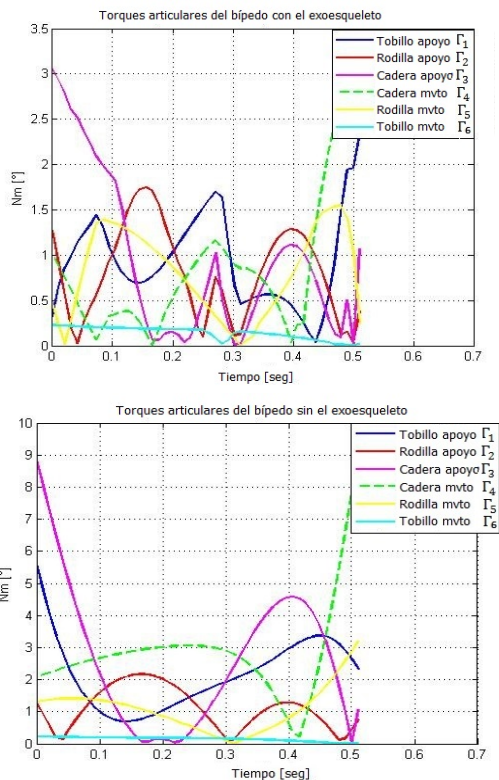 Torques articulares del bípedo con el exoesqueleto
3.5
3
2.5
2
1.5
1
0.5
0
Nm [°]
0
0.1
0.2
0.3
0.4
0.5
0.6
0.7
Tiempo [seg]
Tobillo apoyo Γ1
Rodilla apoyo Γ2
Cadera apoyo Γ3
Cadera mvto Γ4
Rodilla mvto Γ5
Tobillo mvto Γ6
Torques articulares del bípedo sin el exoesqueleto
10
9
8
7
6
5
4
3
2
1
0
Nm [°]
0
0.1
0.2
0.3
0.4
0.5
0.6
0.7
Tiempo [seg]
Tobillo apoyo Γ1
Rodilla apoyo Γ2
Cadera apoyo Γ3
Cadera mvto Γ4
Rodilla mvto Γ5
Tobillo mvto Γ6